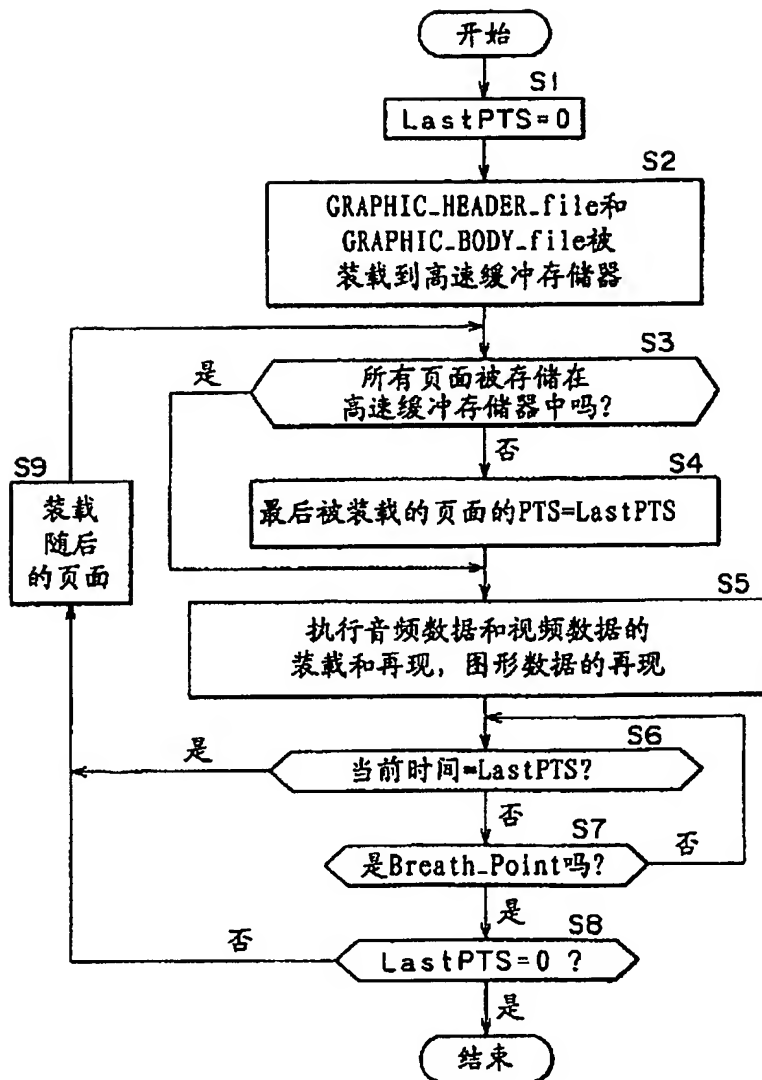 开始
S1
LastPTS=0
S2
GRAPHIC_HEADER_file和
GRAPHIC_BODY_file被
装载到高速缓冲存储器
S3
是
所有页面被存储在
高速缓冲存储器中吗?
否
S9
装载
随后
的页面
S4
最后被装载的页面的PTS=LastPTS
S5
执行音频数据和视频数据的
装载和再现,图形数据的再现
S6
是
当前时间=LastPTS?
否
S7
是Breath_Point吗?
否
是
S8
否
LastPTS=0 ?
是
结束